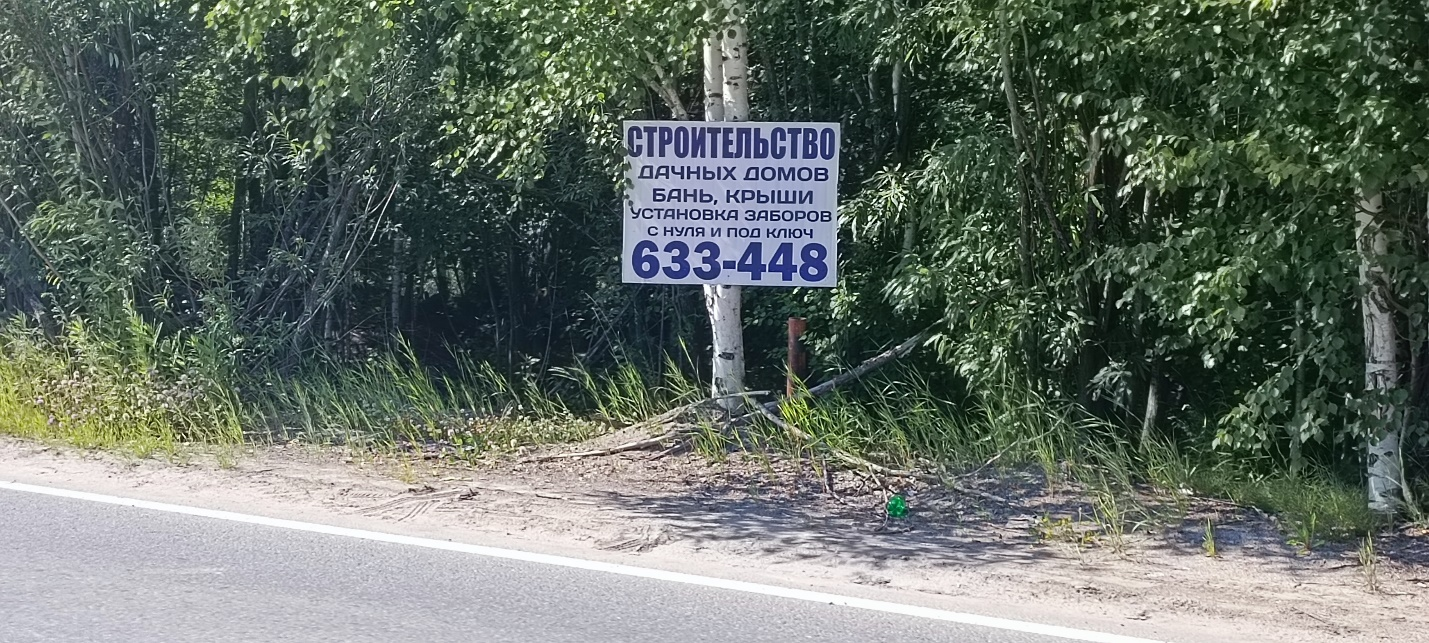 СТРОИТЕЛЬСТВО
ДАЧНЫХ ДОМОВ
БАНЬ, КРЫШИ
УСТАНОВКА ЗАБОРОВ
С НУЛЯ И ПОД КЛЮЧ
633-448